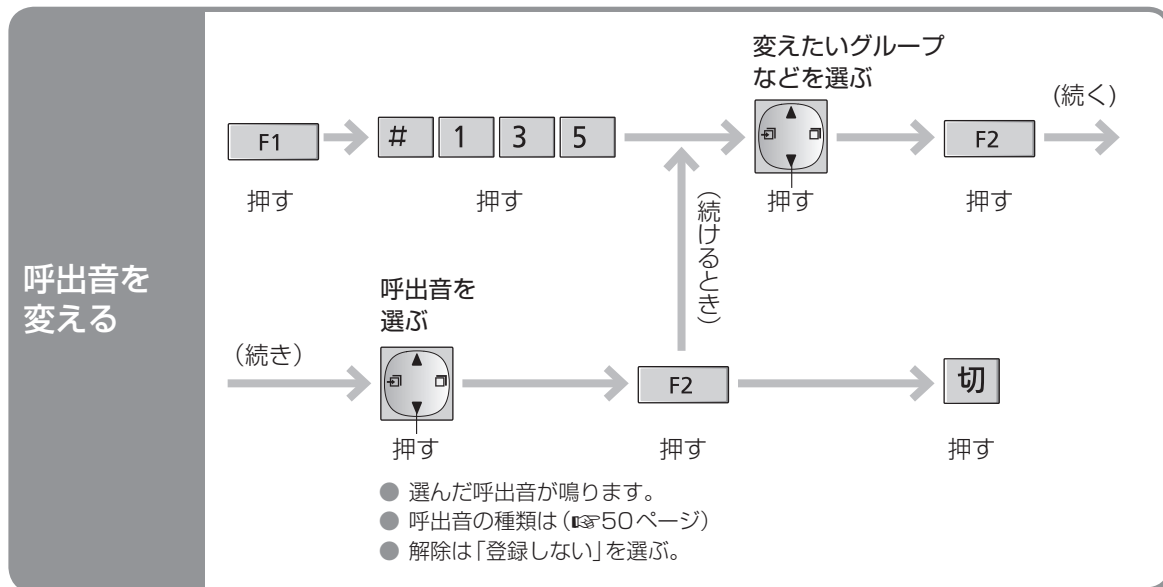 呼出音を
変える
F1
押す
# 1 3 5
押す
変えたいグループ
などを選ぶ
押す
F2
押す
(続く)
(続けるとき)
(続き)
呼出音を
選ぶ
押す
● 選んだ呼出音が鳴ります。
● 呼出音の種類は(☞50ページ)
● 解除は「登録しない」を選ぶ。
F2
押す
切
押す